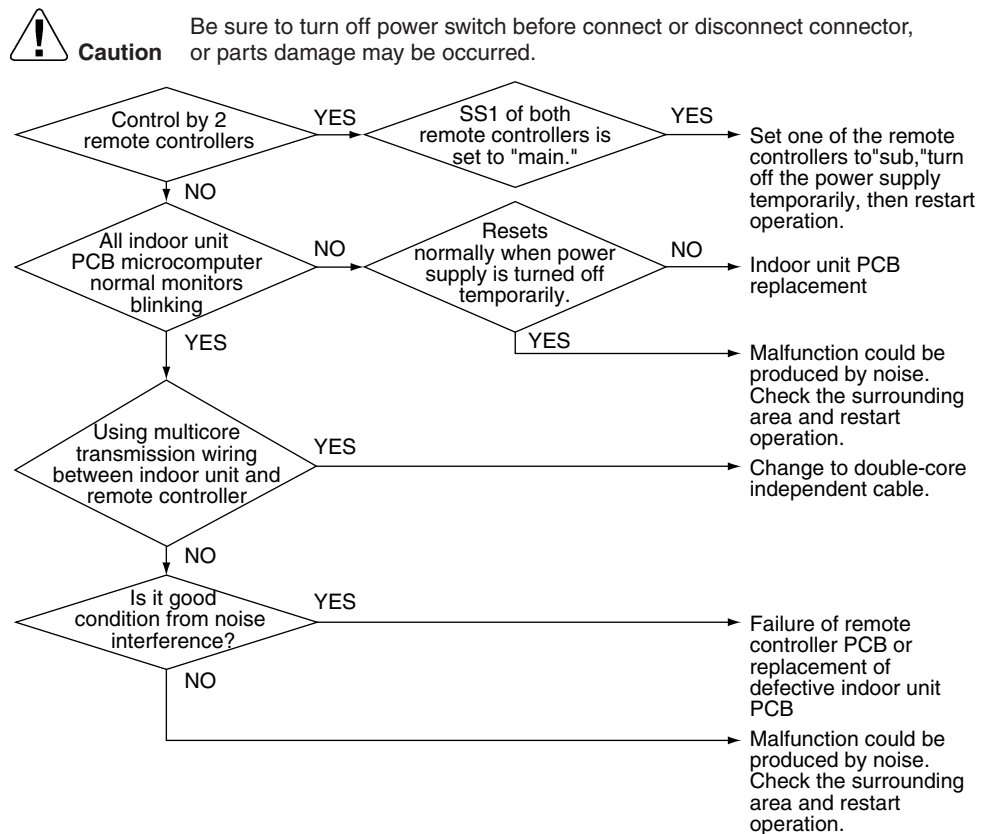 Be sure to turn off power switch before connect or disconnect connector,
Caution or parts damage may be occurred.
Control by 2
remote controllers
YES
SS1 of both
remote controllers is
set to "main."
YES
Set one of the remote
controllers to"sub,"turn
off the power supply
temporarily, then restart
operation.
NO
All indoor unit
PCB microcomputer
normal monitors
blinking
NO
Resets
normally when power
supply is turned off
temporarily.
NO
Indoor unit PCB
replacement
YES
YES
Malfunction could be
produced by noise.
Check the surrounding
area and restart
operation.
Using multicore
transmission wiring
between indoor unit and
remote controller
YES
Change to double-core
independent cable.
NO
Is it good
condition from noise
interference?
YES
Failure of remote
controller PCB or
replacement of
defective indoor unit
PCB
NO
Malfunction could be
produced by noise.
Check the surrounding
area and restart
operation.